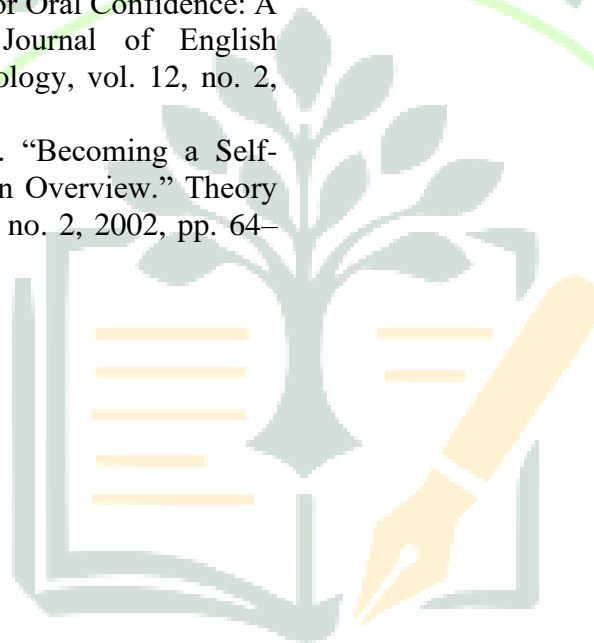 or Oral Confidence: A
Journal of English
ology, vol. 12, no. 2,
. “Becoming a Self-
n Overview.” Theory
no. 2, 2002, pp. 64–